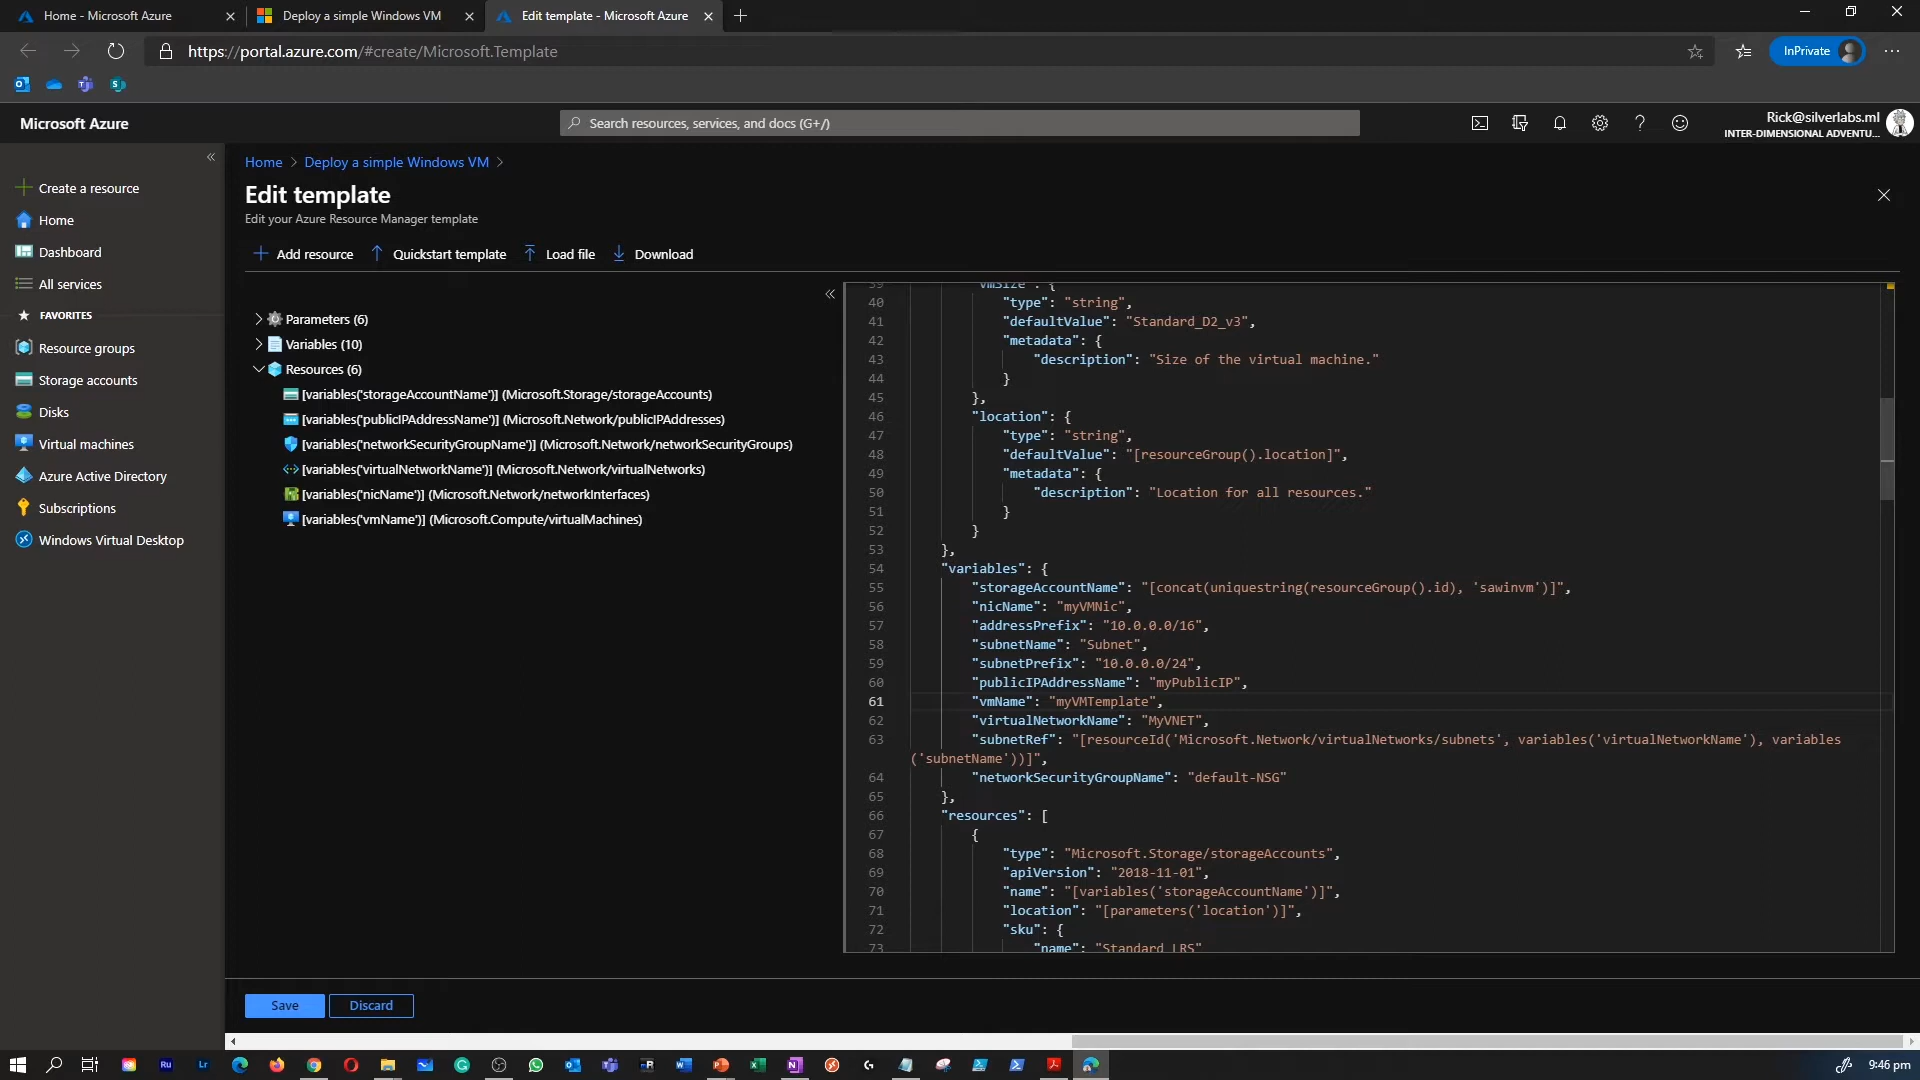 Home - Microsoft Azure
Deploy a simple Windows VM
Edit template - Microsoft Azure
https://portal.azure.com/#create/Microsoft.Template
InPrivate
Microsoft Azure
Search resources, services, and docs (G+/)
Rick@silverlabs.ml
INTER-DIMENSIONAL ADVENTU...
Create a resource
Home
Dashboard
All services
FAVORITES
Resource groups
Storage accounts
Disks
Virtual machines
Azure Active Directory
Subscriptions
Windows Virtual Desktop
Home > Deploy a simple Windows VM >
Edit template
Edit your Azure Resource Manager template
Add resource
Quickstart template
Load file
Download
Parameters (6)
Variables (10)
Resources (6)
[variables('storageAccountName')] (Microsoft.Storage/storageAccounts)
[variables('publicIPAddressName')] (Microsoft.Network/publicIPAddresses)
[variables('networkSecurityGroupName')] (Microsoft.Network/networkSecurityGroups)
[variables('virtualNetworkName')] (Microsoft.Network/virtualNetworks)
[variables('nicName')] (Microsoft.Network/networkInterfaces)
[variables('vmName')] (Microsoft.Compute/virtualMachines)
39 "vmSize": {
40 "type": "string",
41 "defaultValue": "Standard_D2_v3",
42 "metadata": {
43 "description": "Size of the virtual machine."
44 }
45 },
46 "location": {
47 "type": "string",
48 "defaultValue": "[resourceGroup().location]",
49 "metadata": {
50 "description": "Location for all resources."
51 }
52 }
53 },
54 "variables": {
55 "storageAccountName": "[concat(uniquestring(resourceGroup().id), 'sawinvm')]",
56 "nicName": "myVMNic",
57 "addressPrefix": "10.0.0.0/16",
58 "subnetName": "Subnet",
59 "subnetPrefix": "10.0.0.0/24",
60 "publicIPAddressName": "myPublicIP",
61 "vmName": "myVMTemplate",
62 "virtualNetworkName": "MyVNET",
63 "subnetRef": "[resourceId('Microsoft.Network/virtualNetworks/subnets', variables('virtualNetworkName'), variables
('subnetName'))]",
64 "networkSecurityGroupName": "default-NSG"
65 },
66 "resources": [
67 {
68 "type": "Microsoft.Storage/storageAccounts",
69 "apiVersion": "2018-11-01",
70 "name": "[variables('storageAccountName')]",
71 "location": "[parameters('location')]",
72 "sku": {
73 "name": "Standard_LRS"
Save
Discard
9:46 pm